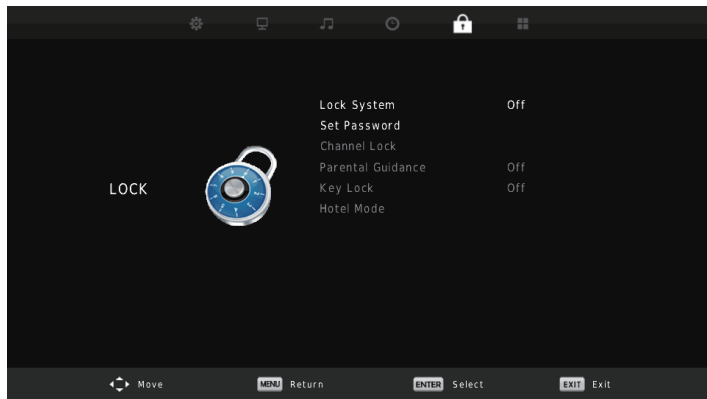 Lock System Off
Set Password
Channel Lock
Parental Guidance Off
LOCK
Key Lock Off
Hotel Mode
Move MENU Return ENTER Select EXIT Exit